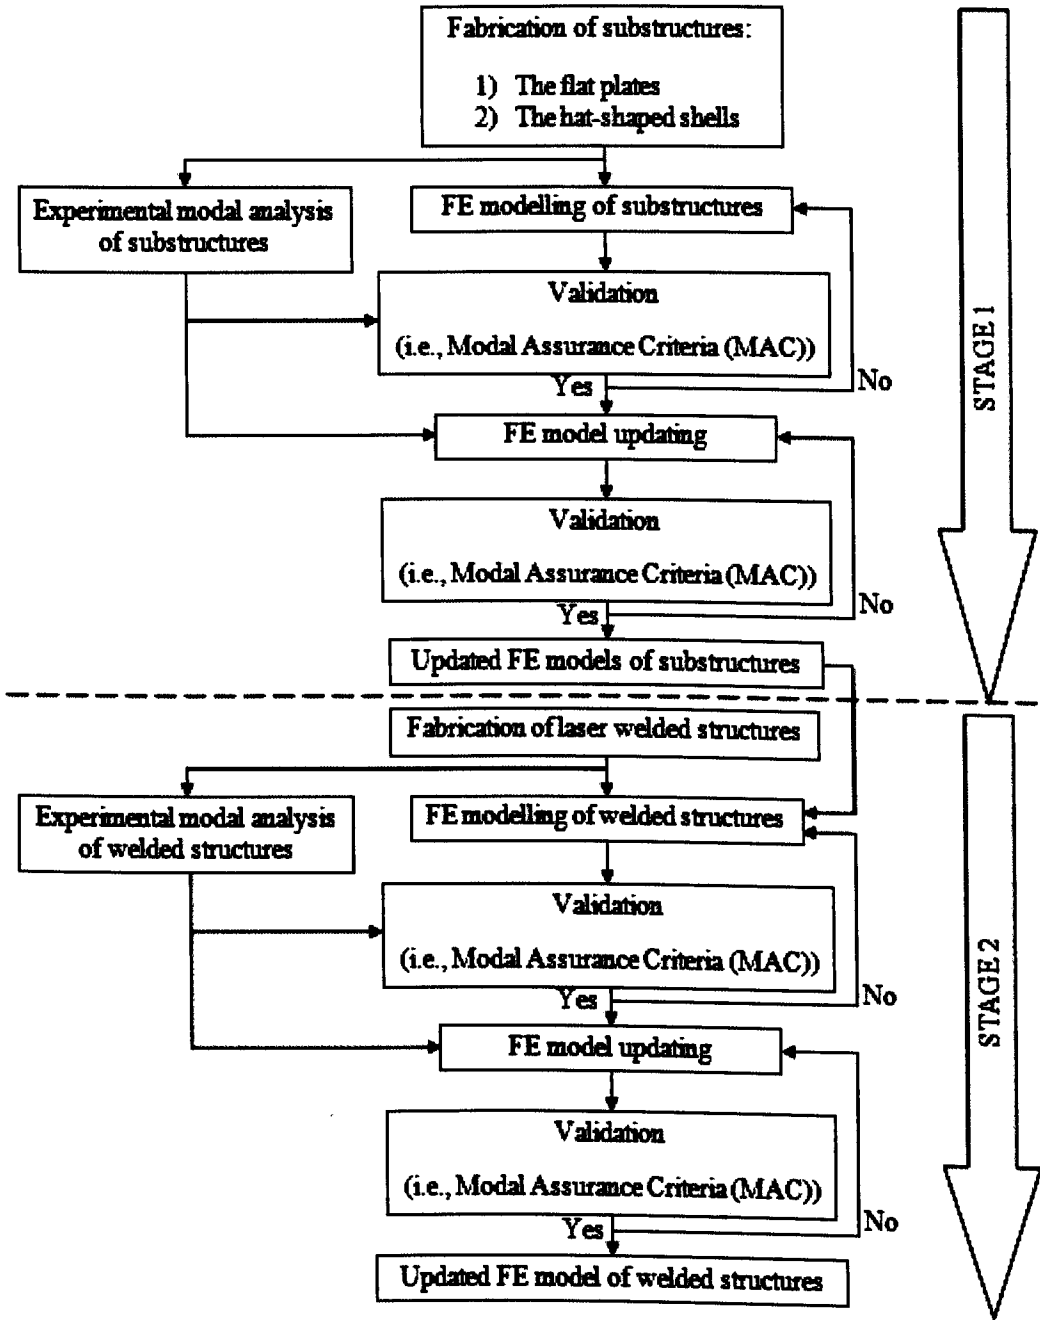 Fabrication of substructures:
1) The flat plates
2) The hat-shaped shells
Experimental modal analysis
of substructures
FE modelling of substructures
Validation
(i.e., Modal Assurance Criteria (MAC))
Yes
No
FE model updating
Validation
(i.e., Modal Assurance Criteria (MAC))
Yes
No
Updated FE models of substructures
STAGE 1
Fabrication of laser welded structures
Experimental modal analysis
of welded structures
FE modelling of welded structures
Validation
(i.e., Modal Assurance Criteria (MAC))
Yes
No
FE model updating
Validation
(i.e., Modal Assurance Criteria (MAC))
Yes
No
Updated FE model of welded structures
STAGE 2